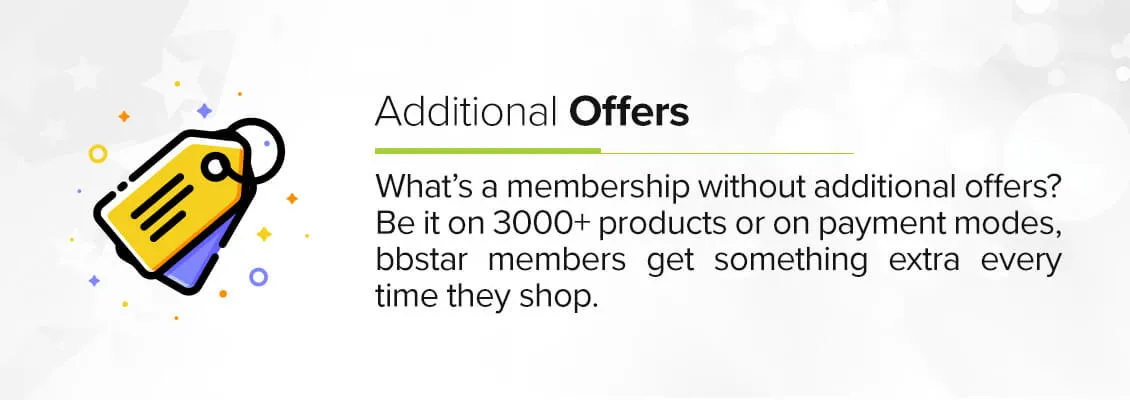 Additional Offers
What's a membership without additional offers?
Be it on 3000+ products or on payment modes,
bbstar members get something extra every
time they shop.